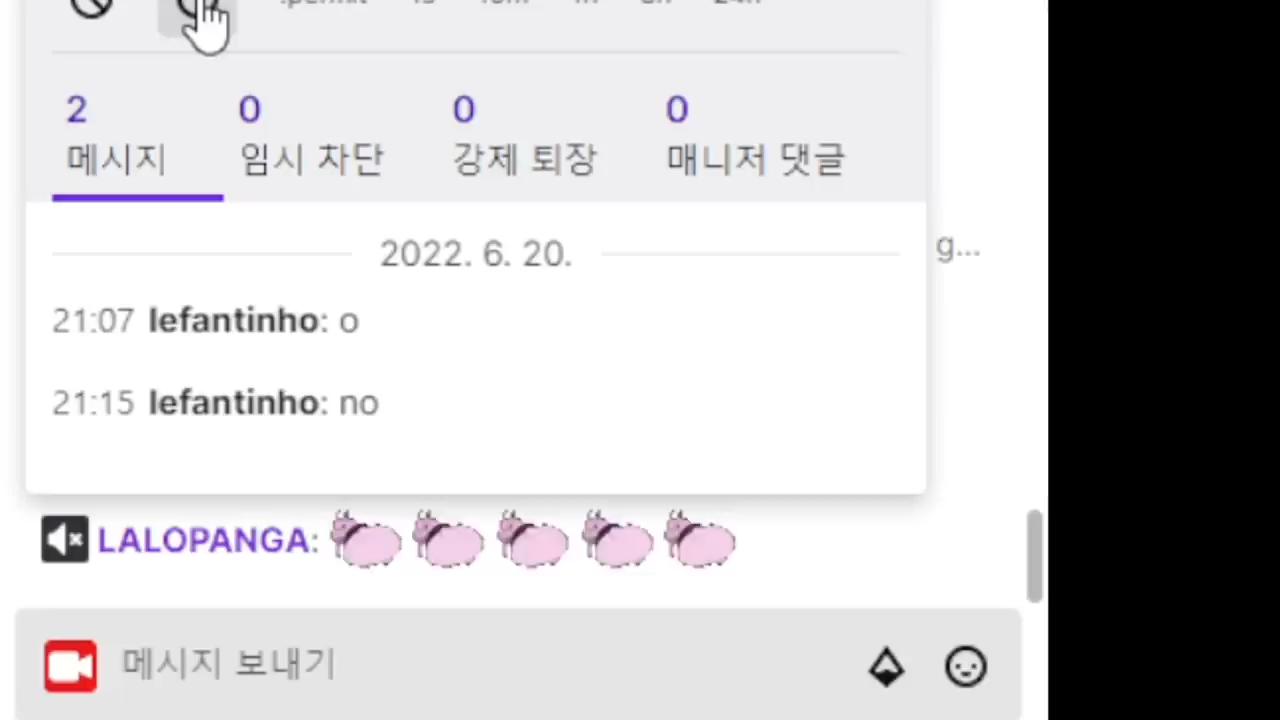 2 0 0 0
메시지 임시 차단 강제 퇴장 매니저 댓글
2022. 6. 20.
g...
21:07 lefantinho: o
21:15 lefantinho: no
LALOPANGA:
메시지 보내기